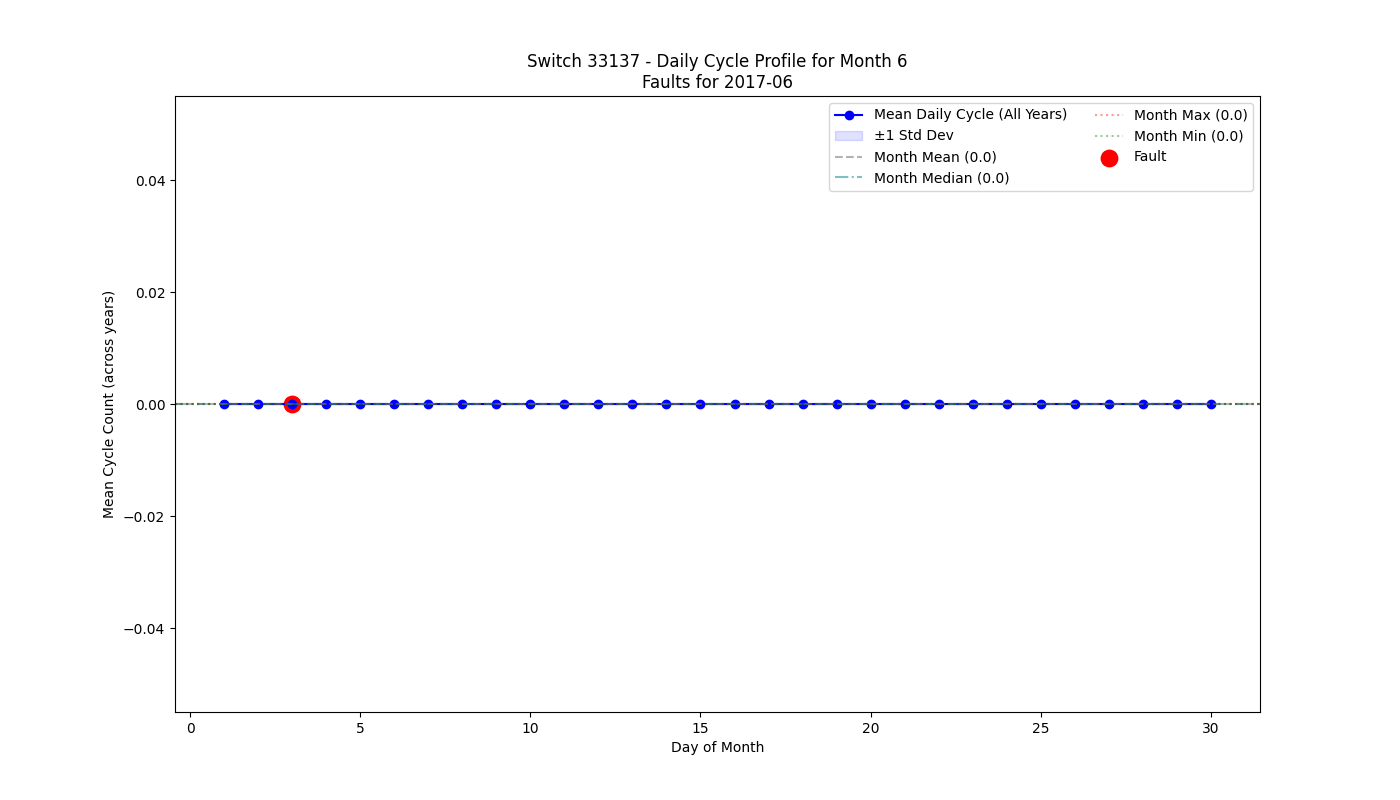 Switch 33137 - Daily Cycle Profile for Month 6
Faults for 2017-06
Mean Daily Cycle (All Years)
±1 Std Dev
Month Mean (0.0)
Month Median (0.0)
Month Max (0.0)
Month Min (0.0)
Fault
Mean Cycle Count (across years)
0.04
0.02
0.00
−0.02
−0.04
0
5
10
15
20
25
30
Day of Month